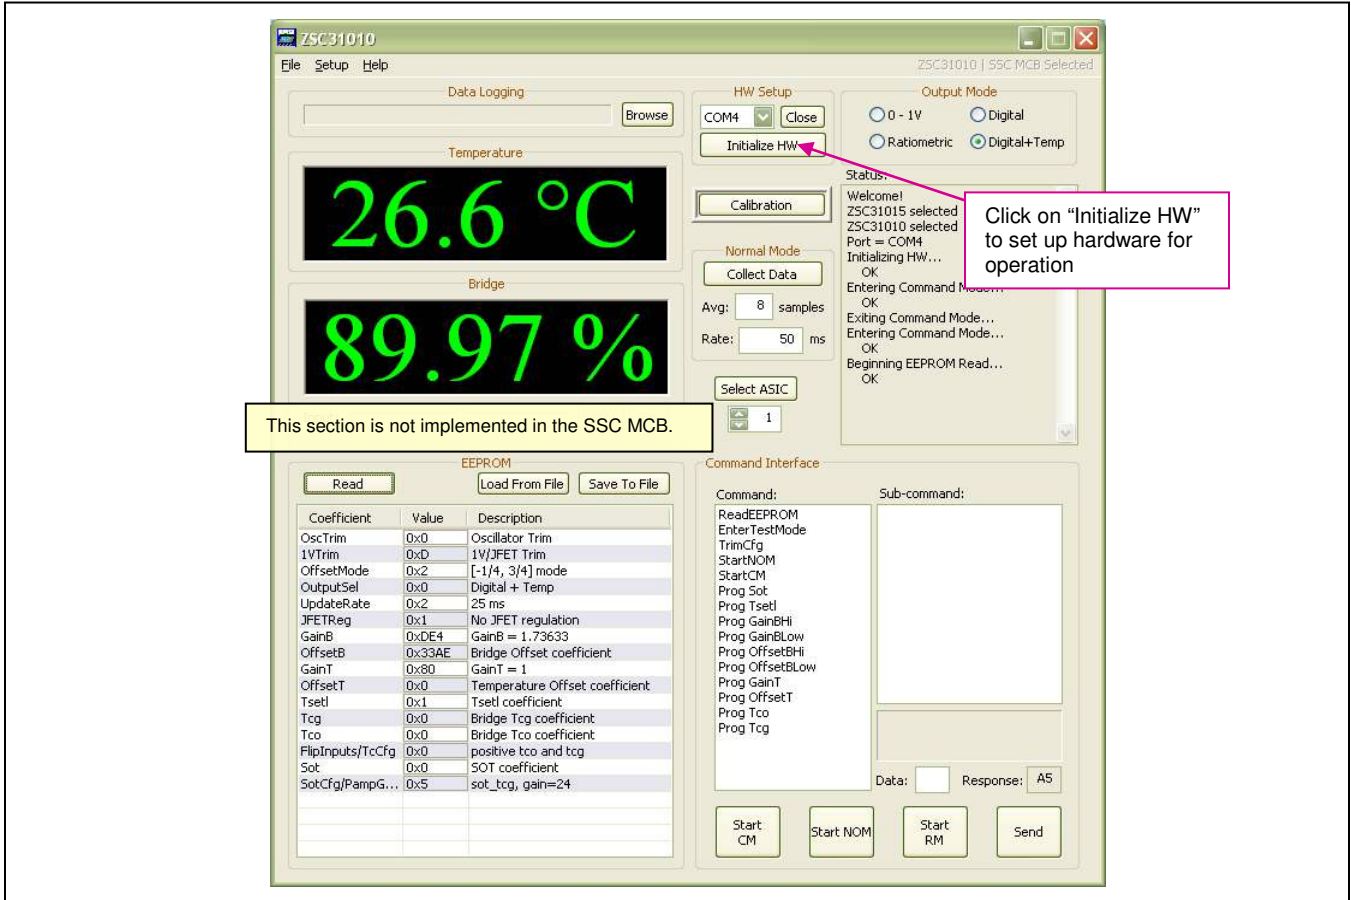 ZSC31010
File Setup Help
ZSC31010 | SSC MCB Selected
Data Logging
Browse
Temperature
26.6 °C
Bridge
89.97 %
This section is not implemented in the SSC MCB.
HW Setup
COM4 Close
Initialize HW
Calibration
Normal Mode
Collect Data
Avg: 8 samples
Rate: 50 ms
Select ASIC
1
Output Mode
0 - 1V Digital
Ratiometric Digital+Temp
Status:
Welcome!
ZSC31015 selected
ZSC31010 selected
Port = COM4
Initializing HW...
OK
Entering Command
OK
Exiting Command Mode...
Entering Command Mode...
OK
Beginning EEPROM Read...
OK
Click on “Initialize HW”
to set up hardware for
operation
EEPROM
Read Load From File Save To File
Coefficient Value Description
OscTrim 0x0 Oscillator Trim
1VTrim 0xD 1V/JFET Trim
OffsetMode 0x2 [-1/4, 3/4] mode
OutputSel 0x0 Digital + Temp
UpdateRate 0x2 25 ms
JFETReg 0x1 No JFET regulation
GainB 0xDE4 GainB = 1.73633
OffsetB 0x33AE Bridge Offset coefficient
GainT 0x80 GainT = 1
OffsetT 0x0 Temperature Offset coefficient
Tsetl 0x1 Tsetl coefficient
Tcg 0x0 Bridge Tcg coefficient
Tco 0x0 Bridge Tco coefficient
FlipInputs/TcCfg 0x0 positive tco and tcg
Sot 0x0 SOT coefficient
SotCfg/PampG... 0x5 sot_tcg, gain=24
Command Interface
Command:
ReadEEPROM
EnterTestMode
TrimCfg
StartNOM
StartCM
Prog Sot
Prog Tsetl
Prog GainBHi
Prog GainBLow
Prog OffsetBHi
Prog OffsetBLow
Prog GainT
Prog OffsetT
Prog Tco
Prog Tcg
Sub-command:
Data: Response: A5
Start
CM
Start NOM
Start
RM
Send